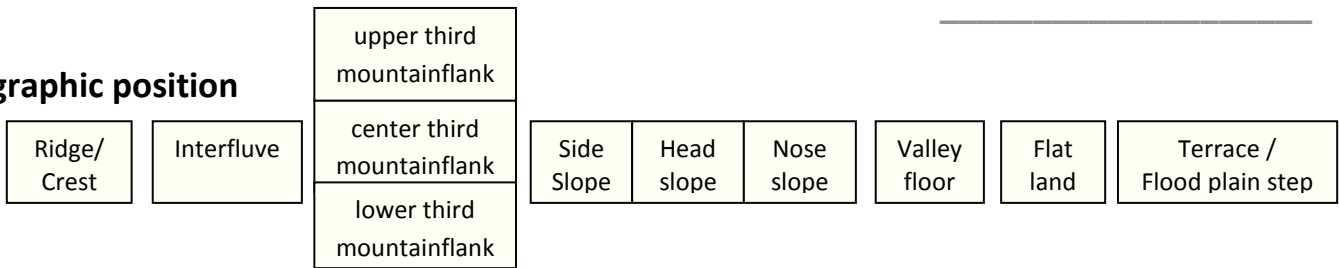 graphic position
Ridge/
Crest
Interfluve
upper third
mountainflank
center third
mountainflank
lower third
mountainflank
Side
Slope
Head
slope
Nose
slope
Valley
floor
Flat
land
Terrace /
Flood plain step